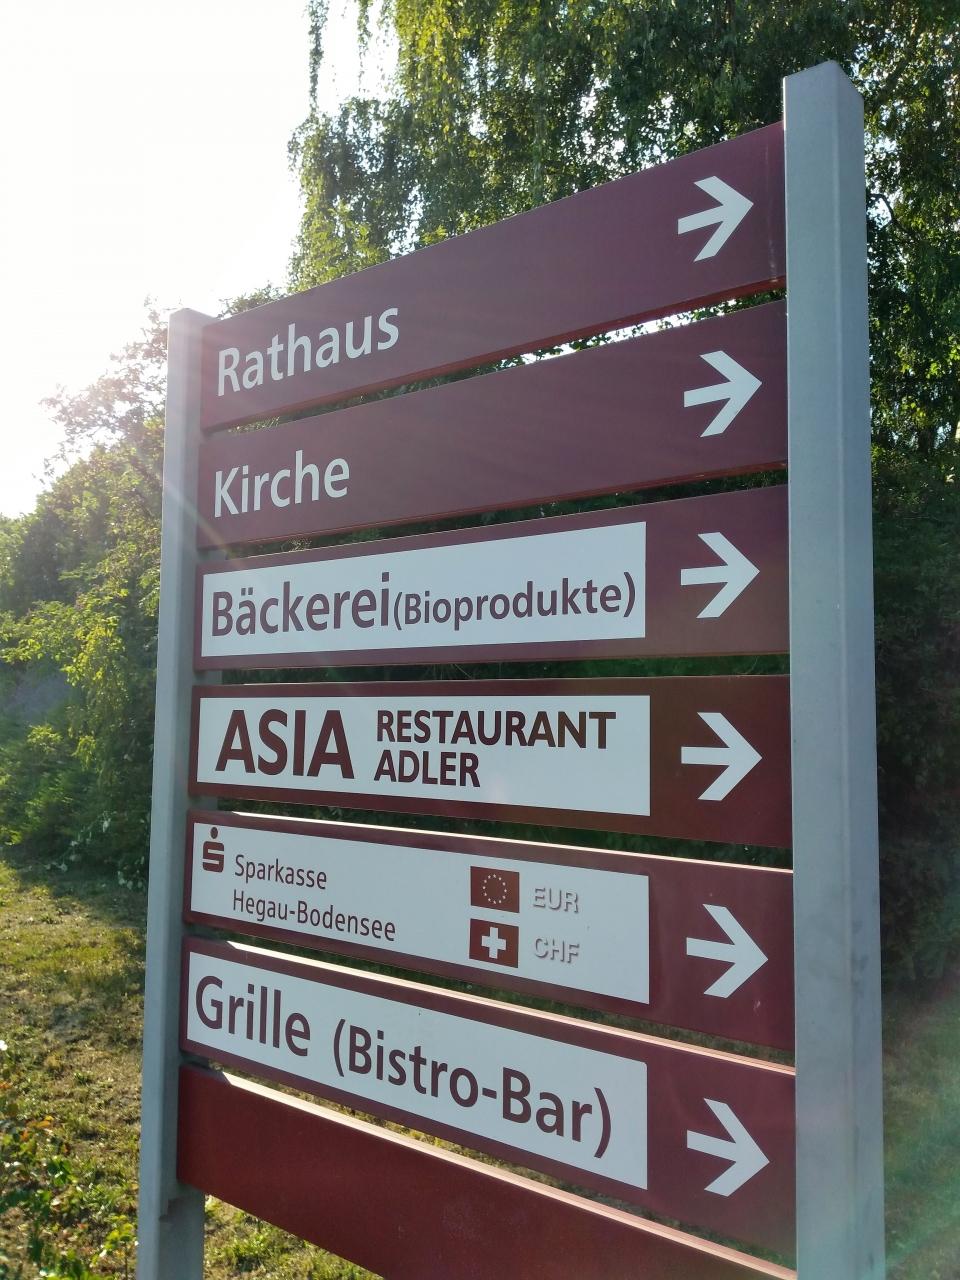 Rathaus
Kirche
Bäckerei (Bioprodukte)
ASIA RESTAURANT
ADLER
Sparkasse
Hegau-Bodensee
EUR
CHF
Grille (Bistro-Bar)